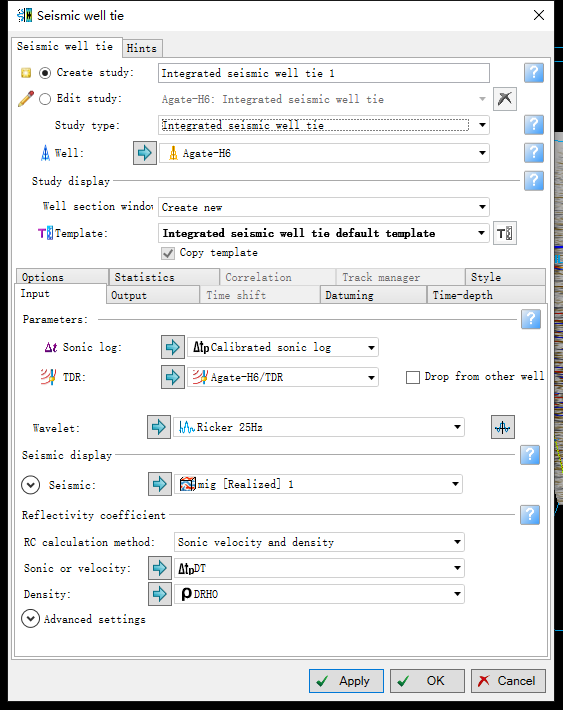 Seismic well tie
Seismic well tie Hints
Create study: Integrated seismic well tie 1
Edit study: Agate-H6: Integrated seismic well tie
Study type: Integrated seismic well tie
Well: Agate-H6
Study display
Well section window Create new
Template: Integrated seismic well tie default template
Copy template
Options Statistics Correlation Track manager Style
Input Output Time shift Datuming Time-depth
Parameters:
Δt Sonic log: Δtp Calibrated sonic log
TDR: Agate-H6/TDR Drop from other well
Wavelet: Ricker 25Hz
Seismic display
Seismic: mig [Realized] 1
Reflectivity coefficient
RC calculation method: Sonic velocity and density
Sonic or velocity: Δtp DT
Density: ρ DRHO
Advanced settings
Apply OK Cancel